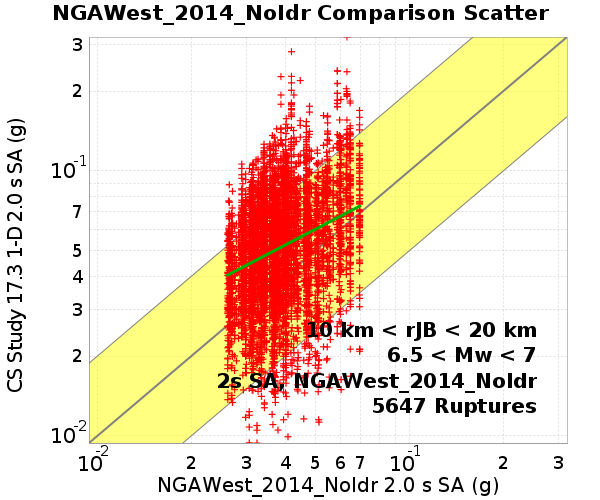 NGAWest_2014_NoIdr Comparison Scatter
3
2
10-1
7
5
4
3
2
10-2
CS Study 17.3 1-D 2.0 s SA (g)
10 km < rJB < 20 km
6.5 < Mw < 7
2s SA, NGAWest_2014_NoIdr
5647 Ruptures
10-2 2 3 4 5 6 7 10-1 2 3
NGAWest_2014_NoIdr 2.0 s SA (g)